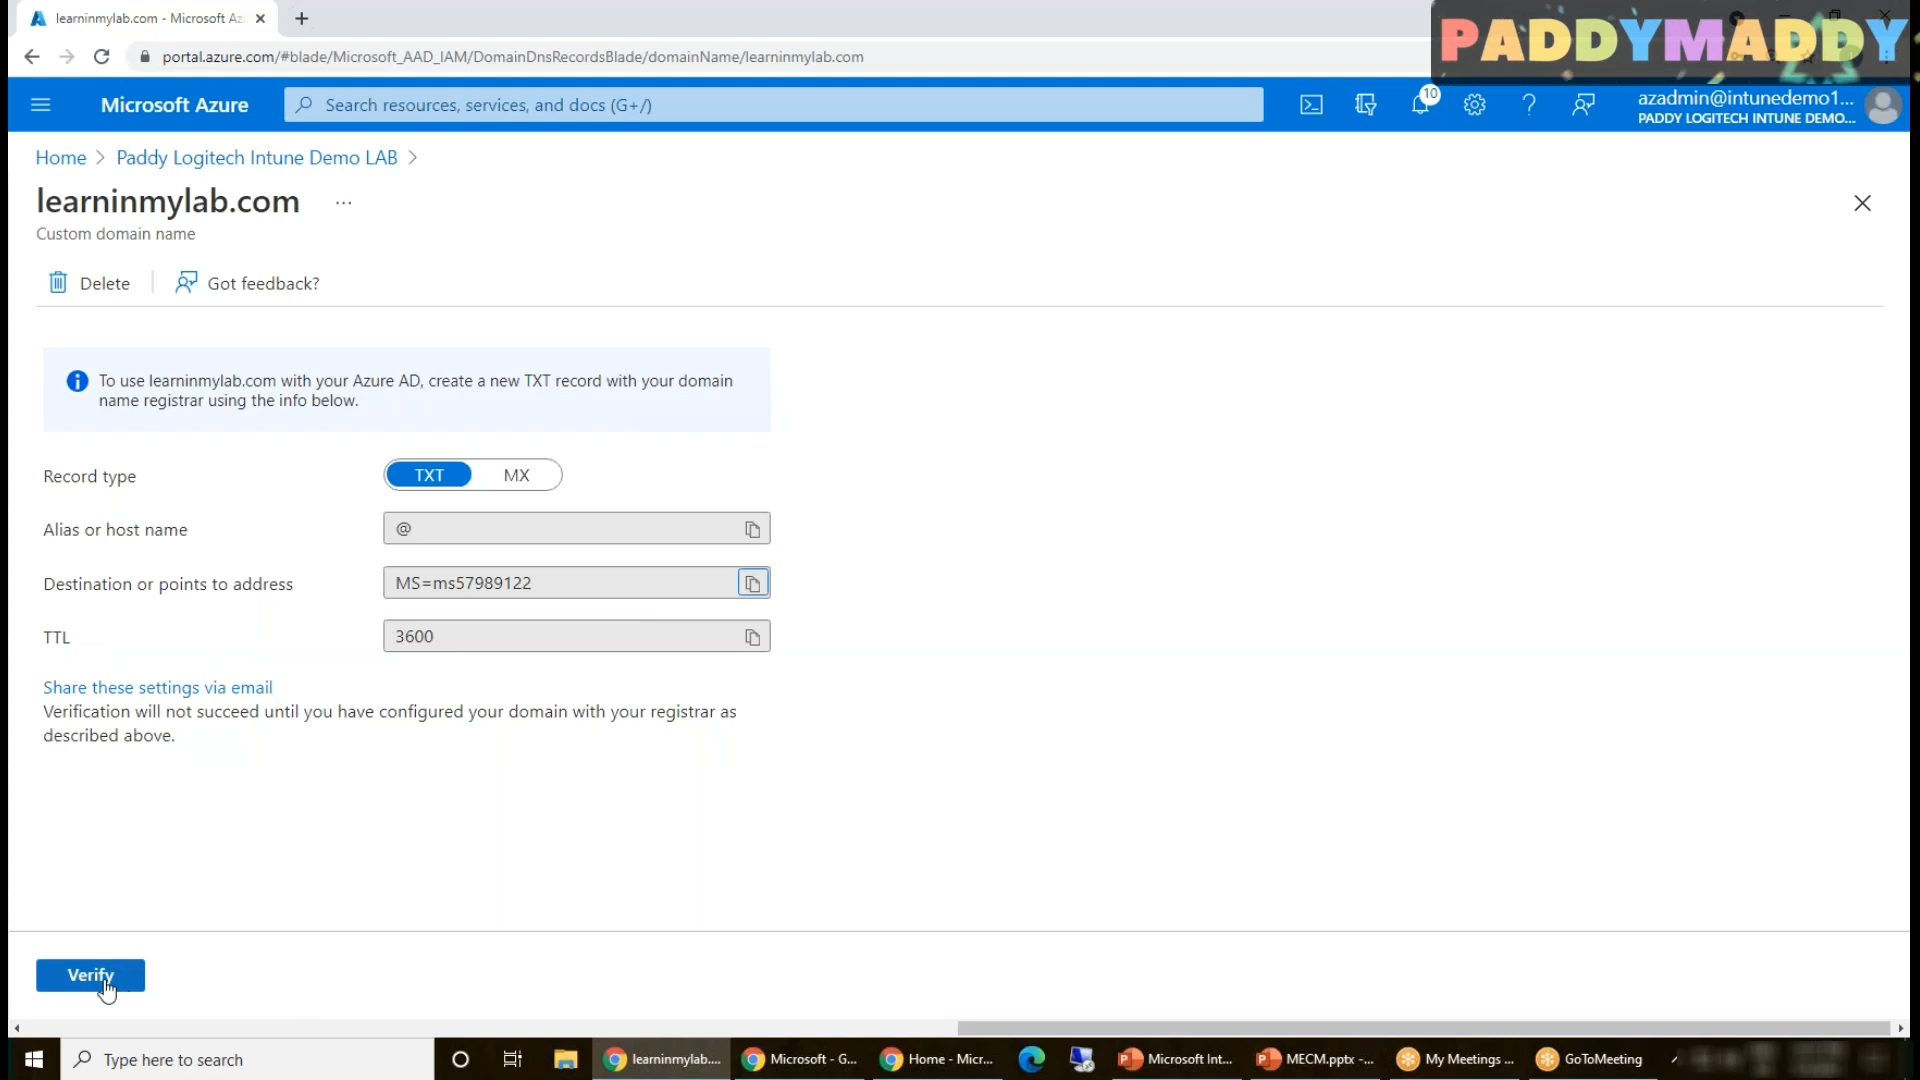 learninmylab.com - Microsoft Az
portal.azure.com/#blade/Microsoft_AAD_IAM/DomainDnsRecordsBlade/domainName/learninmylab.com
PADDYMADDY
Microsoft Azure
Search resources, services, and docs (G+/)
10
azadmin@intunedemo1...
PADDY LOGITECH INTUNE DEMO...
Home > Paddy Logitech Intune Demo LAB >
learninmylab.com ...
Custom domain name
Delete
Got feedback?
To use learninmylab.com with your Azure AD, create a new TXT record with your domain
name registrar using the info below.
Record type
TXT
MX
Alias or host name
@
Destination or points to address
MS=ms57989122
TTL
3600
Share these settings via email
Verification will not succeed until you have configured your domain with your registrar as
described above.
Verify
Type here to search
learninmylab....
Microsoft - G...
Home - Micr...
Microsoft Int...
MECM.pptx -...
My Meetings ...
GoToMeeting